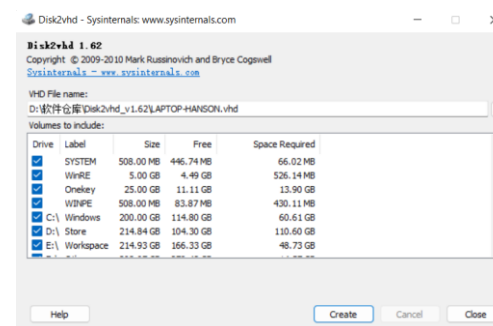 Disk2vhd - Sysinternals: www.sysinternals.com
Disk2vhd 1.62
Copyright © 2009-2010 Mark Russinovich and Bryce Cogswell
Sysinternals - www.sysinternals.com
VHD File name:
D:\软件仓库\Disk2vhd_v1.62\LAPTOP-HANSON.vhd
Volumes to include:
Drive Label Size Free Space Required
SYSTEM 508.00 MB 446.74 MB 66.02 MB
WinRE 5.00 GB 4.49 GB 526.14 MB
Onekey 25.00 GB 11.11 GB 13.90 GB
WINPE 508.00 MB 83.87 MB 430.11 MB
C:\ Windows 200.00 GB 114.80 GB 60.61 GB
D:\ Store 214.84 GB 104.30 GB 110.60 GB
E:\ Workspace 214.93 GB 166.33 GB 48.73 GB
Help Create Cancel Close